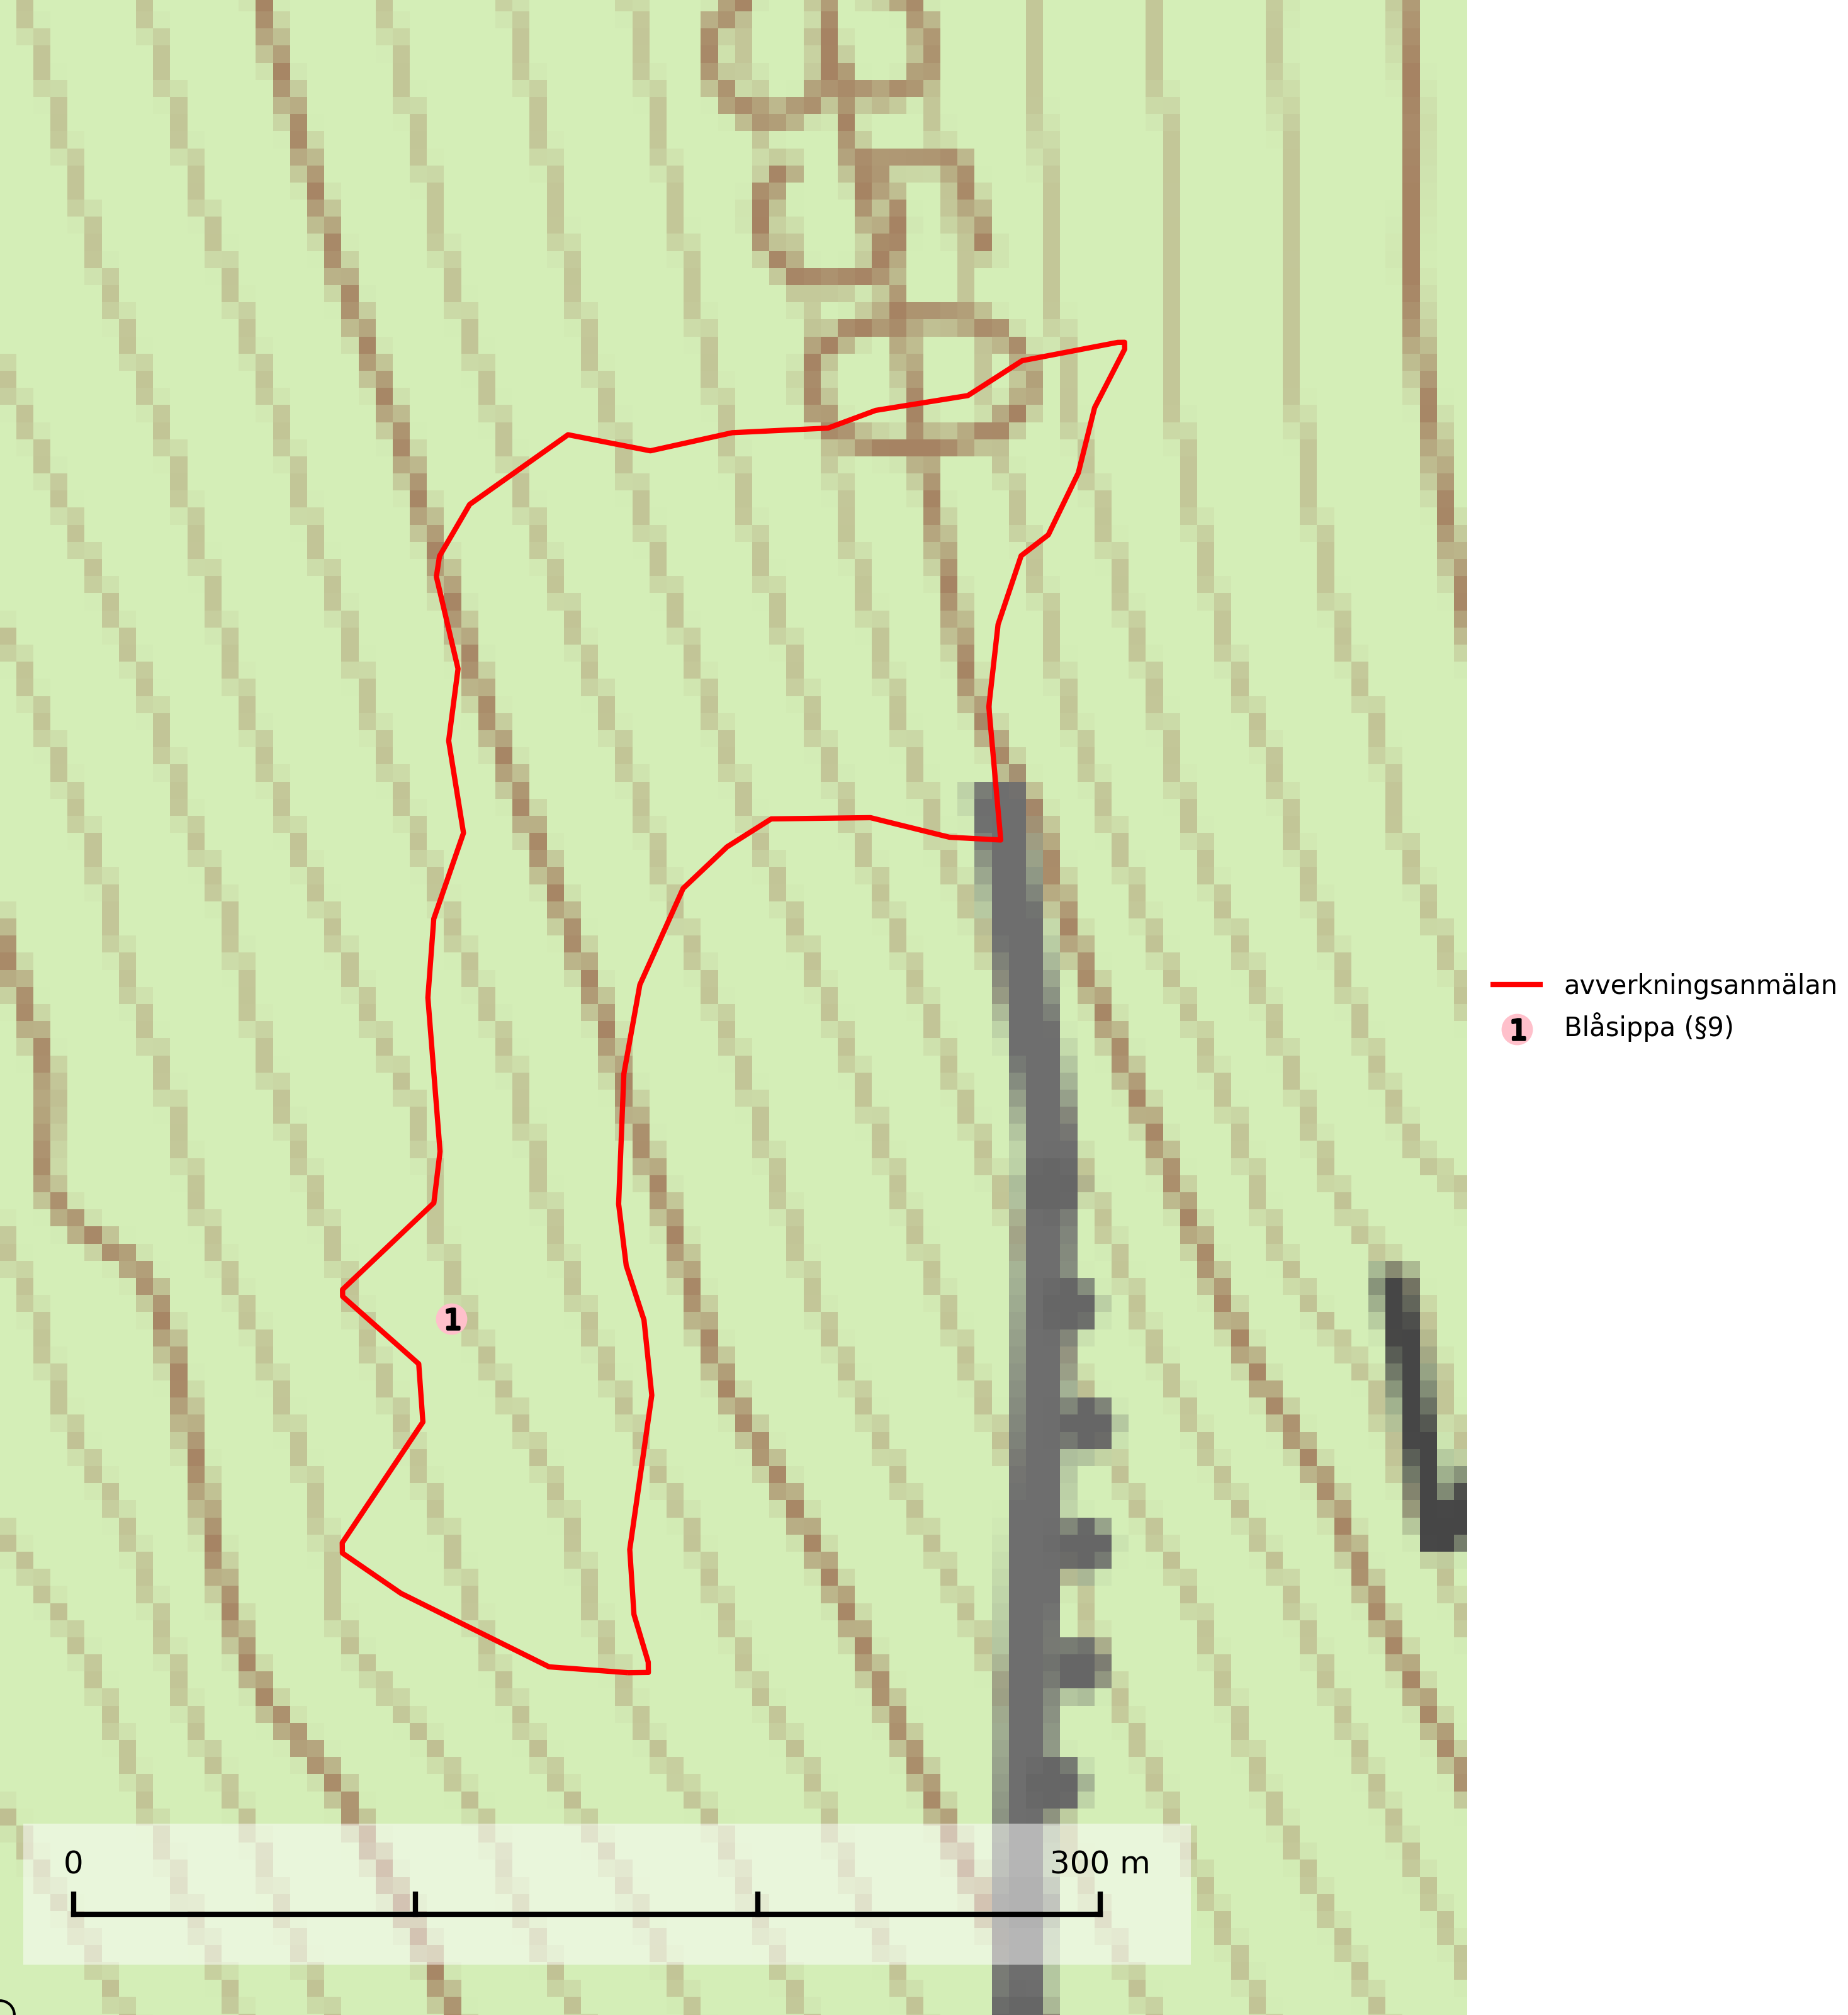 avverkningsanmälan
1 Blåsippa (§9)
1
0 300 m